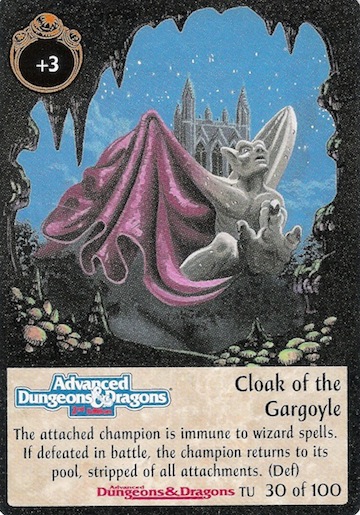 +3
Advanced
Dungeons & Dragons®
2nd Edition
Cloak of the
Gargoyle
The attached champion is immune to wizard spells.
If defeated in battle, the champion returns to its
pool, stripped of all attachments. (Def)
Advanced
Dungeons & Dragons TU 30 of 100